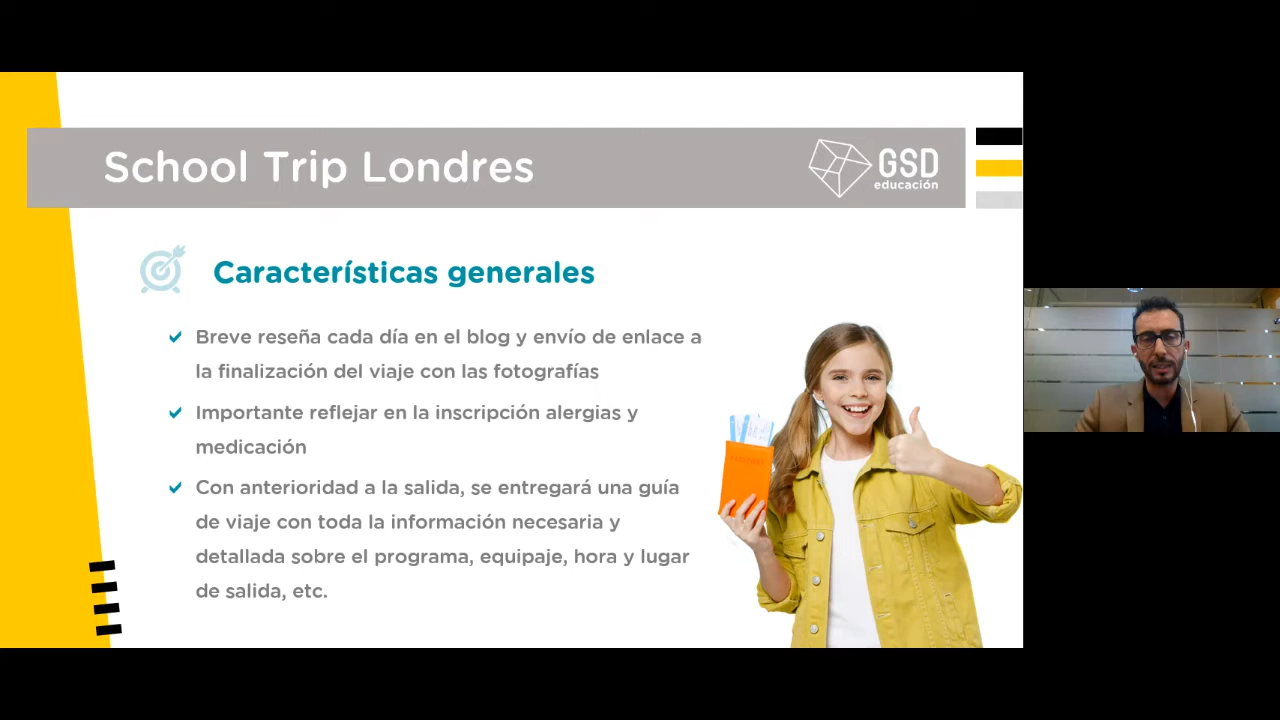 School Trip Londres
GSD
educación
Características generales
Breve reseña cada día en el blog y envío de enlace a
la finalización del viaje con las fotografías
Importante reflejar en la inscripción alergias y
medicación
Con anterioridad a la salida, se entregará una guía
de viaje con toda la información necesaria y
detallada sobre el programa, equipaje, hora y lugar
de salida, etc.